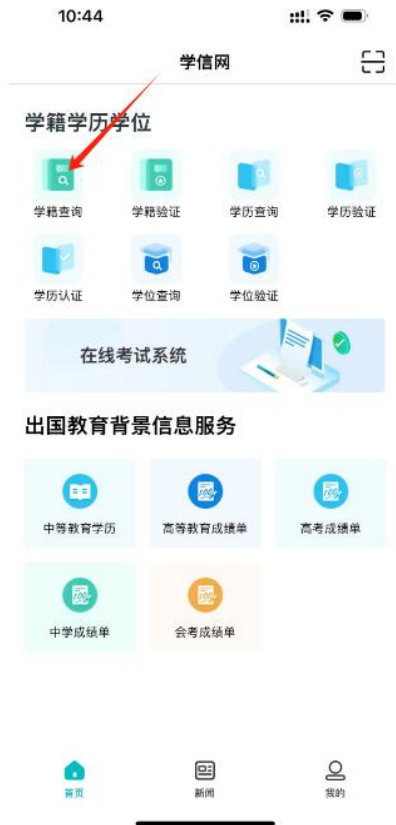 10:44
学信网
学籍学历学位
学籍查询 学籍验证 学历查询 学历验证
学历认证 学位查询 学位验证
在线考试系统
出国教育背景信息服务
中等教育学历 高等教育成绩单 高考成绩单
中学成绩单 会考成绩单
首页 新闻 我的